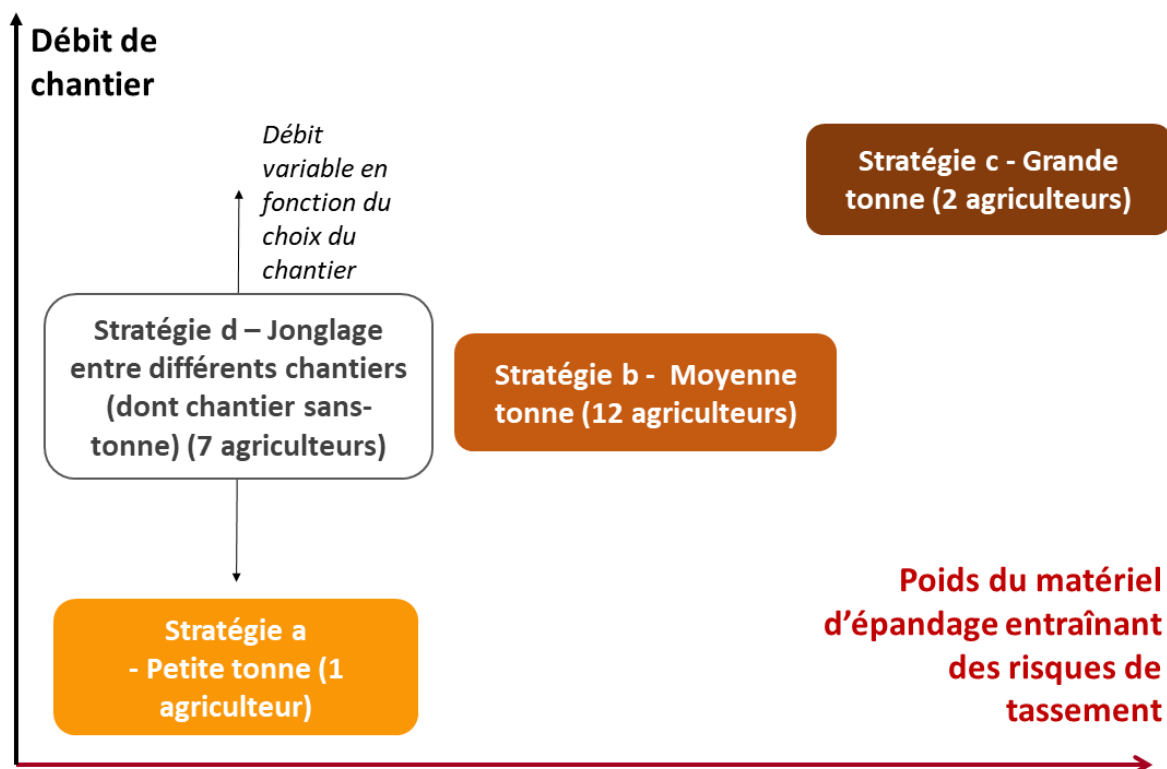 Débit de
chantier
Débit
variable en
fonction du
choix du
chantier
Stratégie c - Grande
tonne (2 agriculteurs)
Stratégie d – Jonglage
entre différents chantiers
(dont chantier sans-
tonne) (7 agriculteurs)
Stratégie b -  Moyenne
tonne (12 agriculteurs)
Stratégie a
- Petite tonne (1
agriculteur)
Poids du matériel
d’épandage entraînant
des risques de
tassement